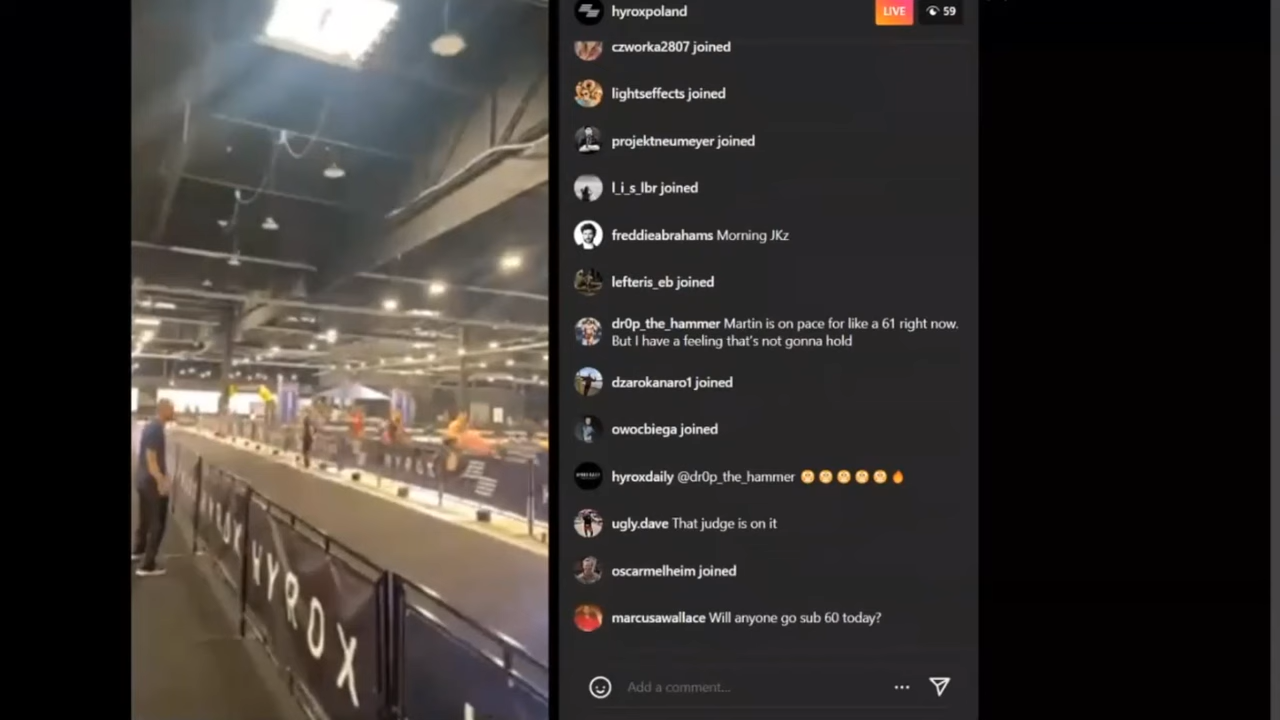 hyroxpoland
LIVE
59
czworka2807 joined
lightseffects joined
projektneumeyer joined
l_i_s_lbr joined
freddieabrahams Morning JKz
lefteris_eb joined
dr0p_the_hammer Martin is on pace for like a 61 right now.
But I have a feeling that's not gonna hold
dzarokanaro1 joined
owocbiega joined
hyroxdaily @dr0p_the_hammer 😬😬😬😬😬🔥
ugly.dave That judge is on it
oscarmelheim joined
marcusawallace Will anyone go sub 60 today?
Add a comment...
HYROX
HYROX